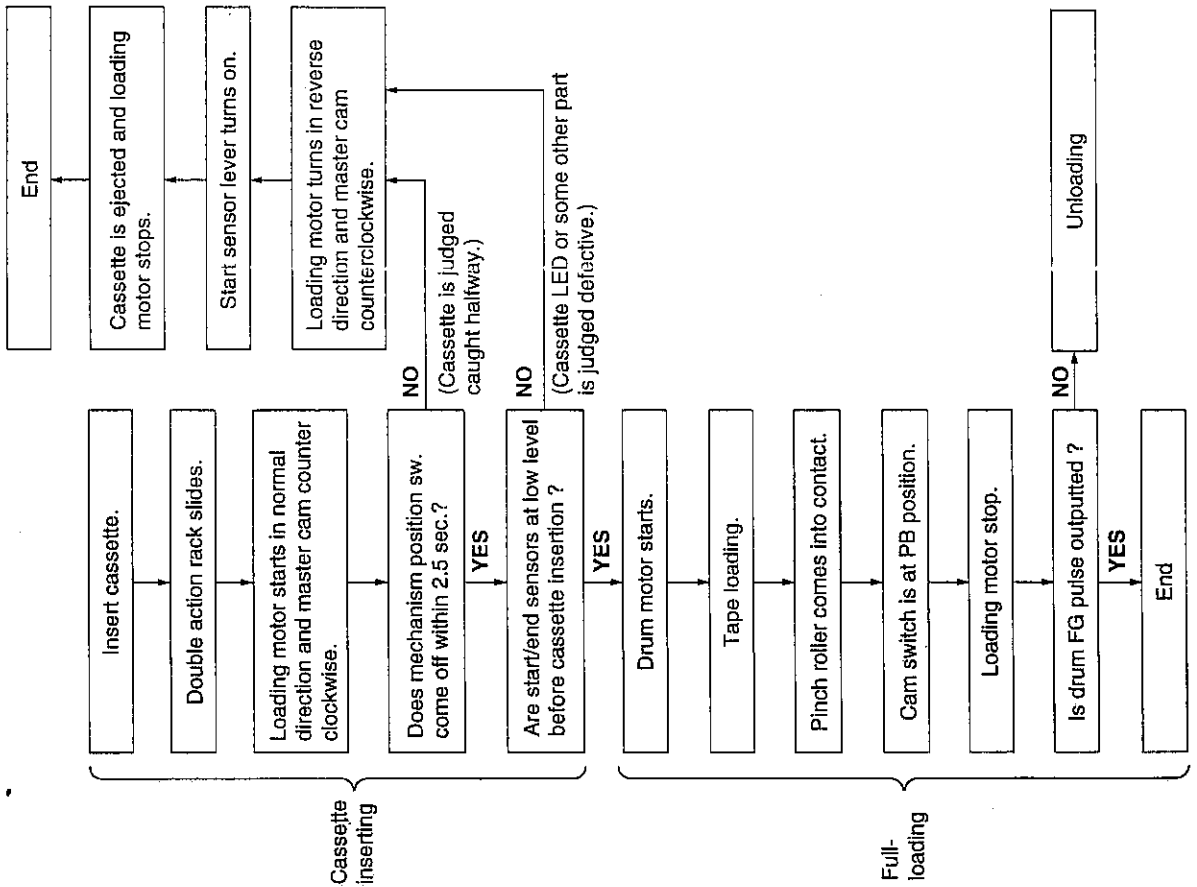 Cassette
inserting
Insert cassette.
Double action rack slides.
Loading motor starts in normal
direction and master cam counter
clockwise.
Does mechanism position sw.
come off within 2.5 sec.?
NO
(Cassette is judged
caught halfway.)
YES
Are start/end sensors at low level
before cassette insertion ?
NO
(Cassette LED or some other part
is judged defective.)
YES
Loading motor turns in reverse
direction and master cam
counterclockwise.
Start sensor lever turns on.
Cassette is ejected and loading
motor stops.
End
Full-
loading
Drum motor starts.
Tape loading.
Pinch roller comes into contact.
Cam switch is at PB position.
Loading motor stop.
Is drum FG pulse outputted ?
NO
Unloading
YES
End